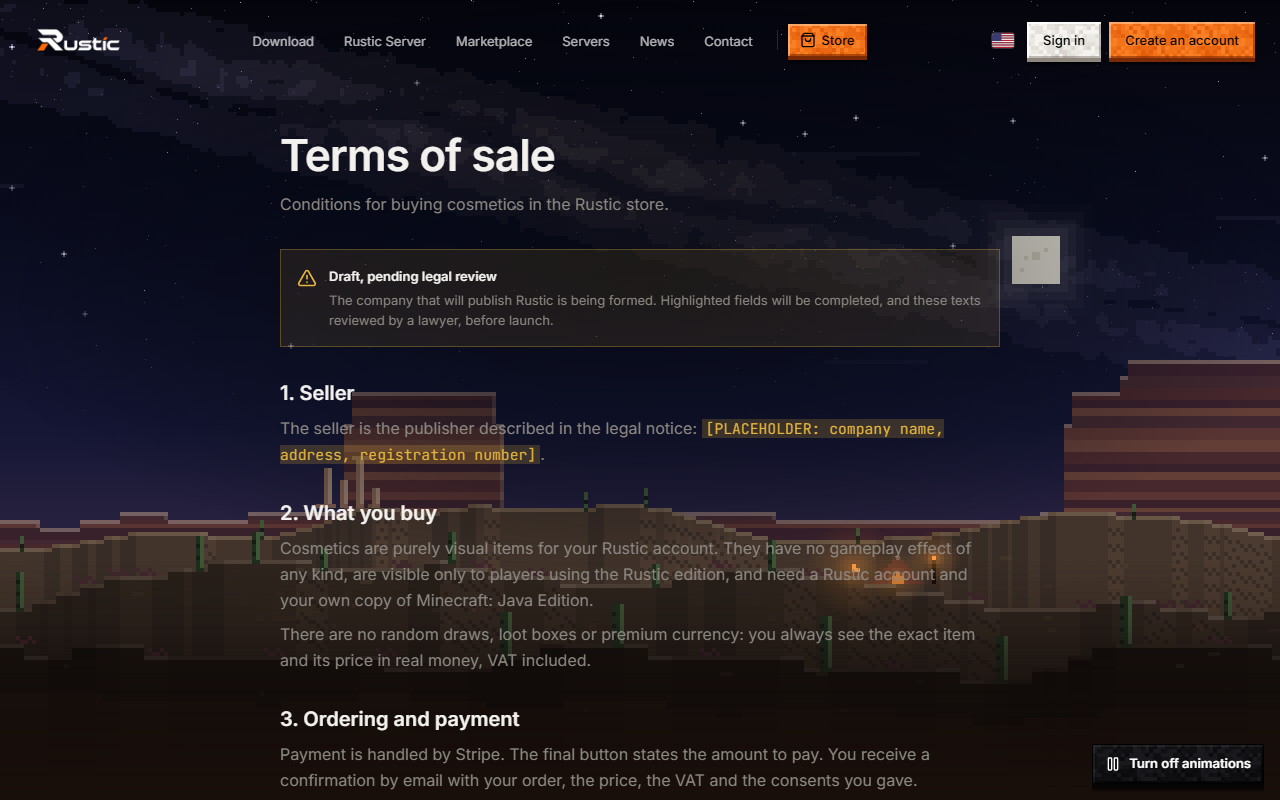 Rustic
Download
Rustic Server
Marketplace
Servers
News
Contact
Store
Sign in
Create an account
Terms of sale
Conditions for buying cosmetics in the Rustic store.
Draft, pending legal review
The company that will publish Rustic is being formed. Highlighted fields will be completed, and these texts
reviewed by a lawyer, before launch.
1. Seller
The seller is the publisher described in the legal notice: [PLACEHOLDER: company name,
address, registration number].
2. What you buy
Cosmetics are purely visual items for your Rustic account. They have no gameplay effect of
any kind, are visible only to players using the Rustic edition, and need a Rustic account and
your own copy of Minecraft: Java Edition.
There are no random draws, loot boxes or premium currency: you always see the exact item
and its price in real money, VAT included.
3. Ordering and payment
Payment is handled by Stripe. The final button states the amount to pay. You receive a
confirmation by email with your order, the price, the VAT and the consents you gave.
Turn off animations